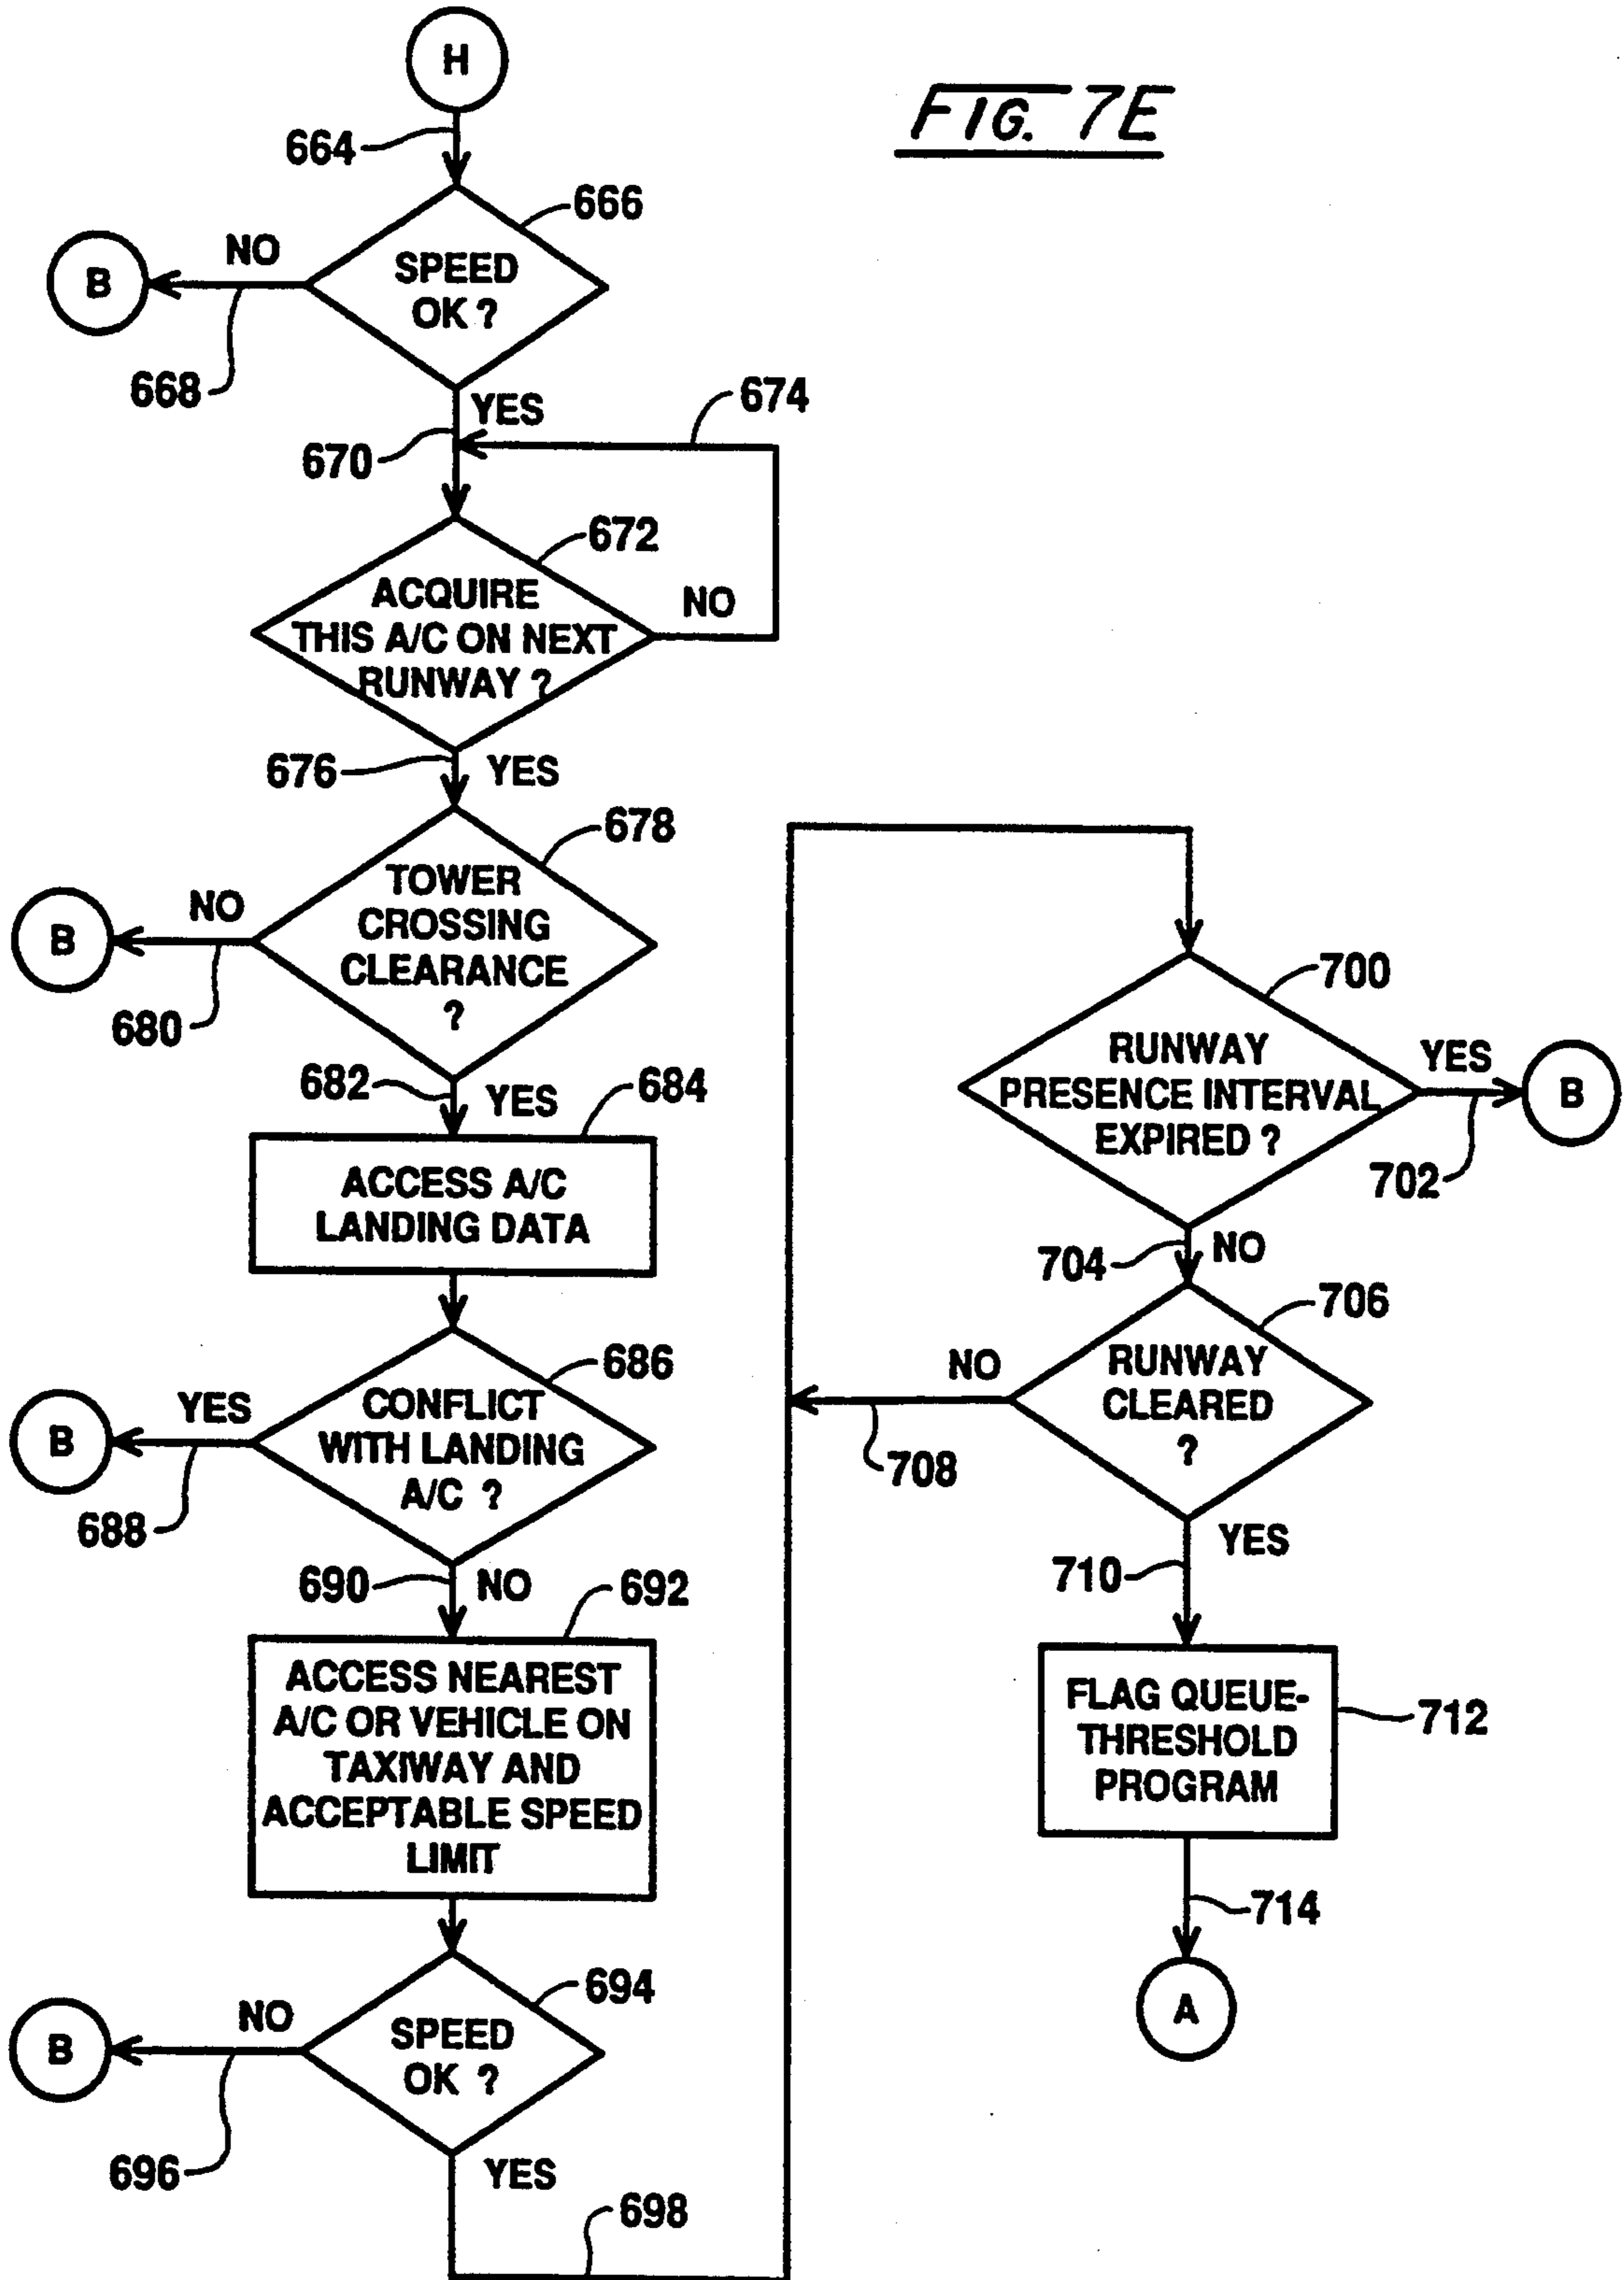 H
FIG. 7E
664
666
SPEED
OK ?
NO
B
668
YES
670
674
672
ACQUIRE
THIS A/C ON NEXT
RUNWAY ?
NO
676
YES
678
TOWER
CROSSING
CLEARANCE
?
NO
B
680
682
YES
684
ACCESS A/C
LANDING DATA
686
CONFLICT
WITH LANDING
A/C ?
YES
B
688
690
NO
692
ACCESS NEAREST
A/C OR VEHICLE ON
TAXIWAY AND
ACCEPTABLE SPEED
LIMIT
694
SPEED
OK ?
NO
B
696
YES
698
700
RUNWAY
PRESENCE INTERVAL
EXPIRED ?
YES
B
702
704
NO
706
RUNWAY
CLEARED
?
NO
708
YES
710
FLAG QUEUE-
THRESHOLD
PROGRAM
712
714
A